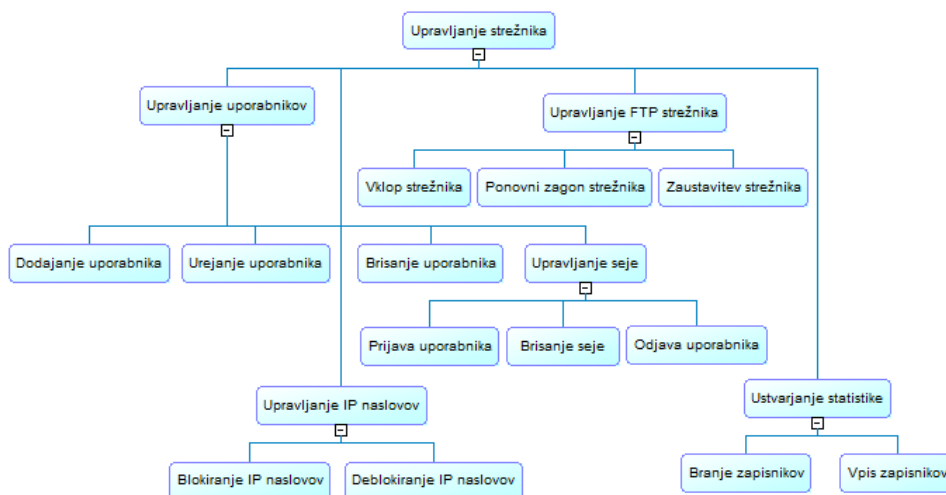 Upravljanje strežnika
Upravljanje uporabnikov
Upravljanje FTP strežnika
Vklop strežnika
Ponovni zagon strežnika
Zaustavitev strežnika
Dodajanje uporabnika
Urejanje uporabnika
Brisanje uporabnika
Upravljanje seje
Prijava uporabnika
Brisanje seje
Odjava uporabnika
Upravljanje IP naslovov
Ustvarjanje statistike
Blokiranje IP naslovov
Deblokiranje IP naslovov
Branje zapisnikov
Vpis zapisnikov